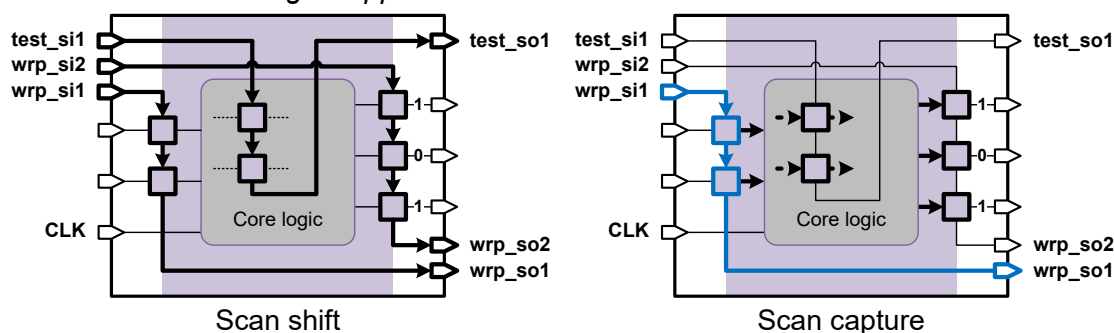 test_si1
wrp_si2
wrp_si1
CLK
Core logic
1
0
1
test_so1
wrp_so2
wrp_so1
Scan shift
test_si1
wrp_si2
wrp_si1
CLK
Core logic
1
0
1
test_so1
wrp_so2
wrp_so1
Scan capture